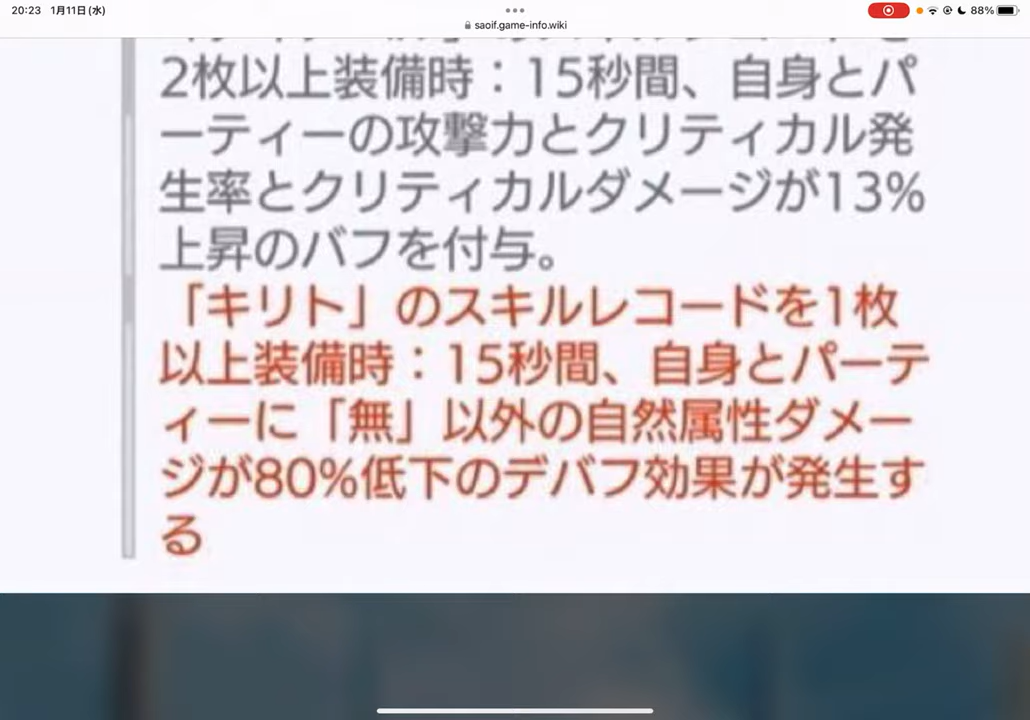 20:23 1月11日(水)
88%
saoif.game-info.wiki
2枚以上装備時：15秒間、自身とパ
ーティーの攻撃力とクリティカル発
生率とクリティカルダメージが13%
上昇のバフを付与。
「キリト」のスキルレコードを1枚
以上装備時：15秒間、自身とパーテ
ィーに「無」以外の自然属性ダメー
ジが80%低下のデバフ効果が発生す
る